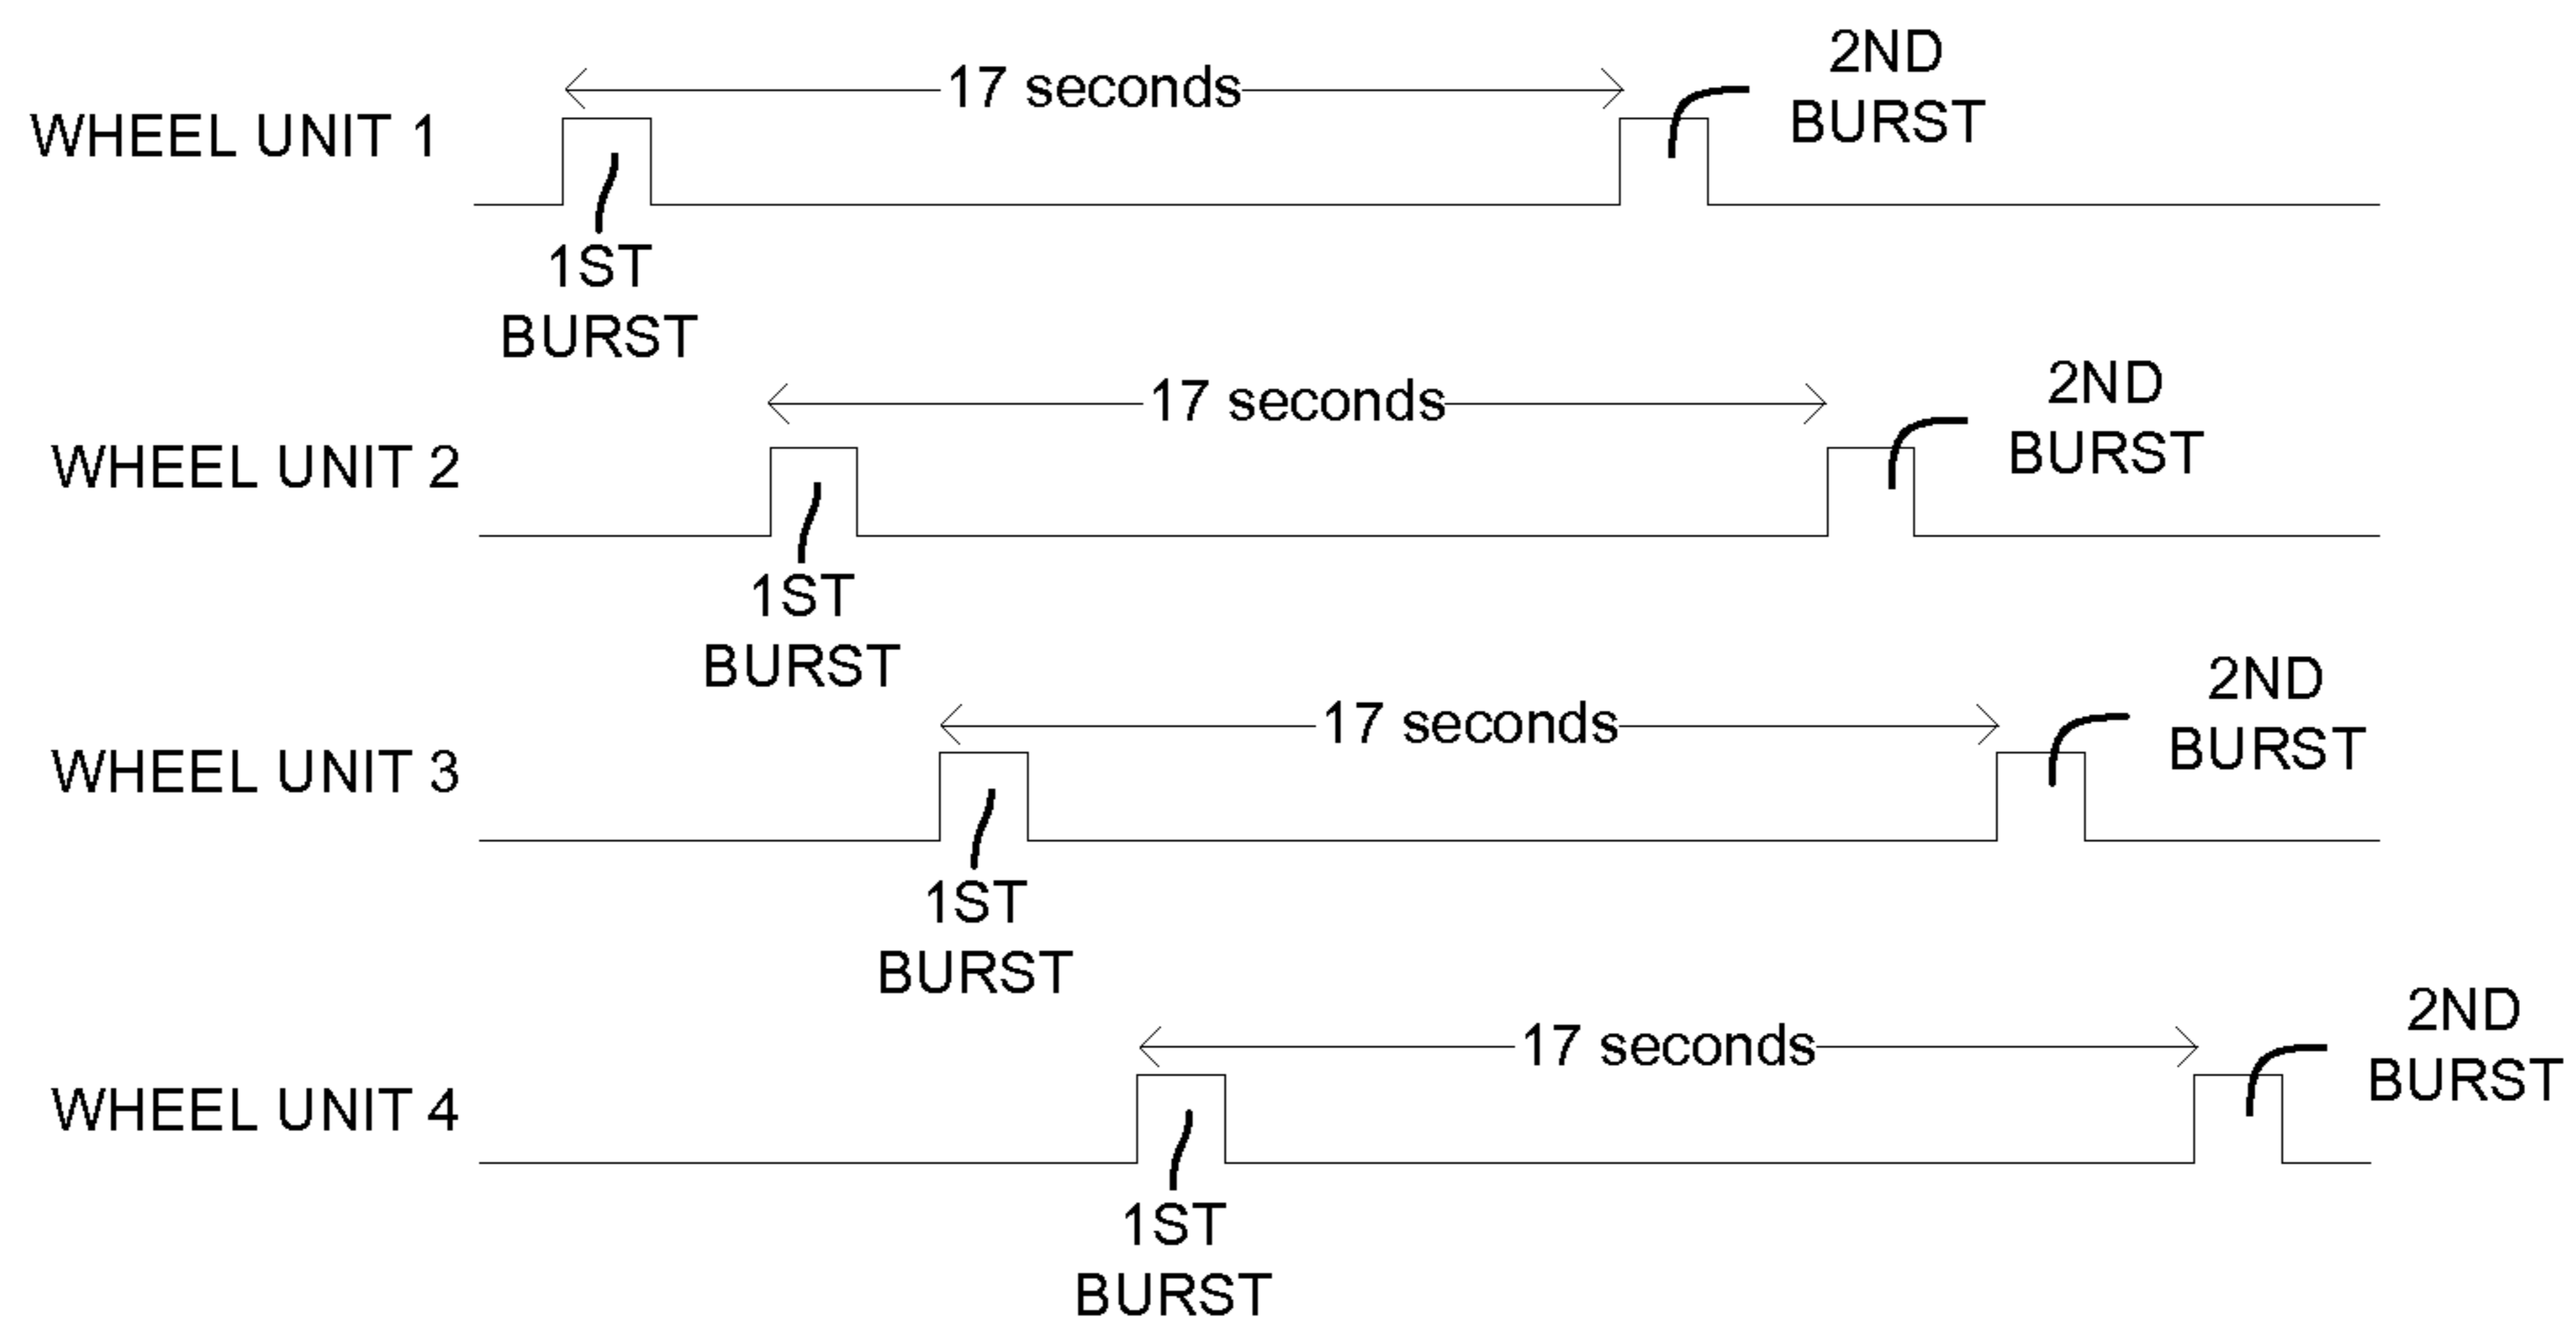 17 seconds
2ND
BURST
WHEEL UNIT 1
1ST
BURST
17 seconds
2ND
BURST
WHEEL UNIT 2
1ST
BURST
17 seconds
2ND
BURST
WHEEL UNIT 3
1ST
BURST
17 seconds
2ND
BURST
WHEEL UNIT 4
1ST
BURST